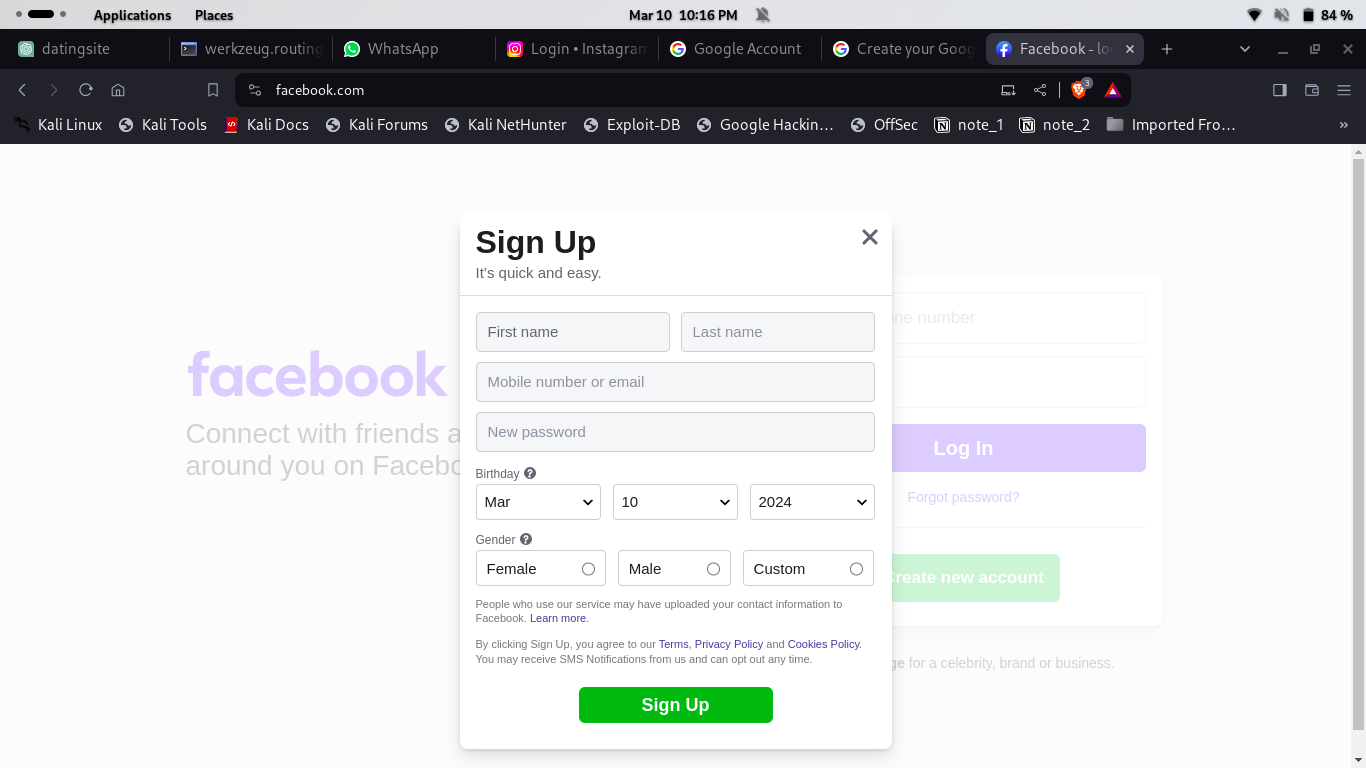 Applications Places Mar 10 10:16 PM 84 %
datingsite werkzeug.routing WhatsApp Login • Instagram Google Account Create your Goog Facebook - lo
facebook.com 3
Kali Linux Kali Tools Kali Docs Kali Forums Kali NetHunter Exploit-DB Google Hackin… OffSec note_1 note_2 Imported Fro… »
Sign Up
It's quick and easy.
First name Last name
ne number
facebook
Mobile number or email
Connect with friends a
New password
Log In
around you on Facebo
Birthday
Mar 10 2024
Forgot password?
Gender
Female Male Custom
Create new account
People who use our service may have uploaded your contact information to
Facebook. Learn more.
By clicking Sign Up, you agree to our Terms, Privacy Policy and Cookies Policy.
You may receive SMS Notifications from us and can opt out any time.
ge for a celebrity, brand or business.
Sign Up